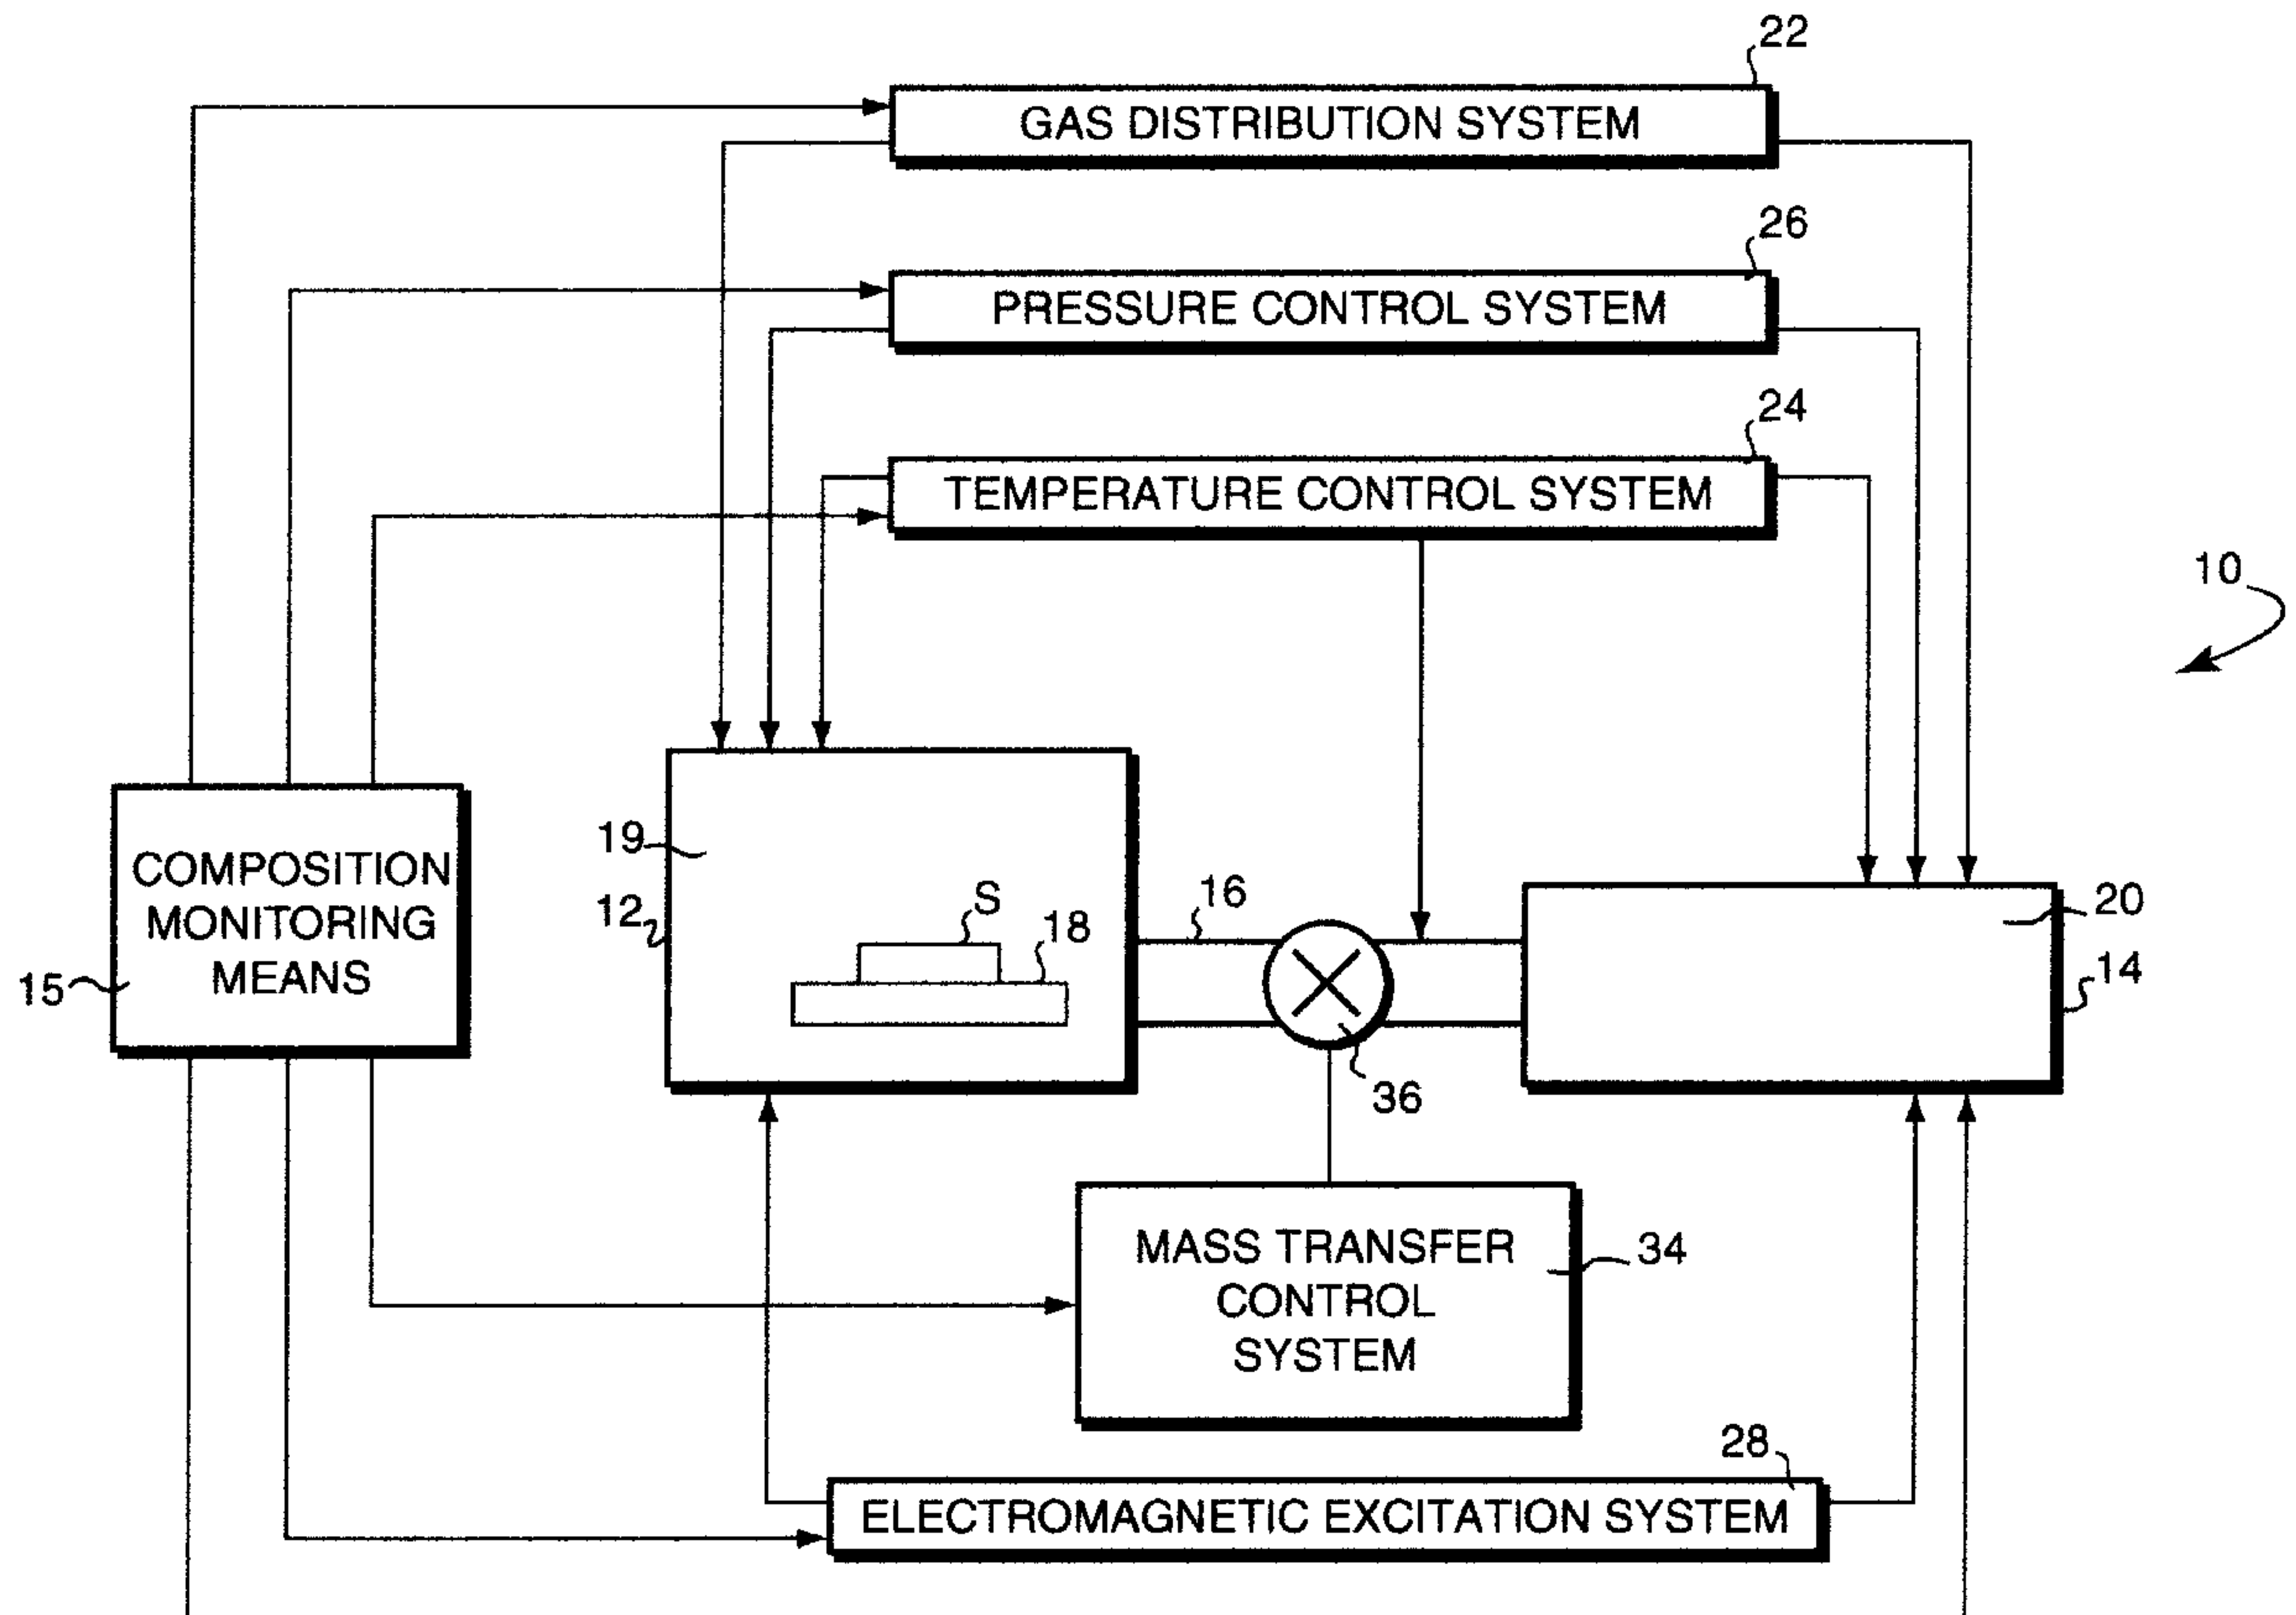 22
GAS DISTRIBUTION SYSTEM
26
PRESSURE CONTROL SYSTEM
24
TEMPERATURE CONTROL SYSTEM
10
COMPOSITION
MONITORING
MEANS
15
19
12
S
18
16
36
20
14
MASS TRANSFER
CONTROL
SYSTEM
34
28
ELECTROMAGNETIC EXCITATION SYSTEM